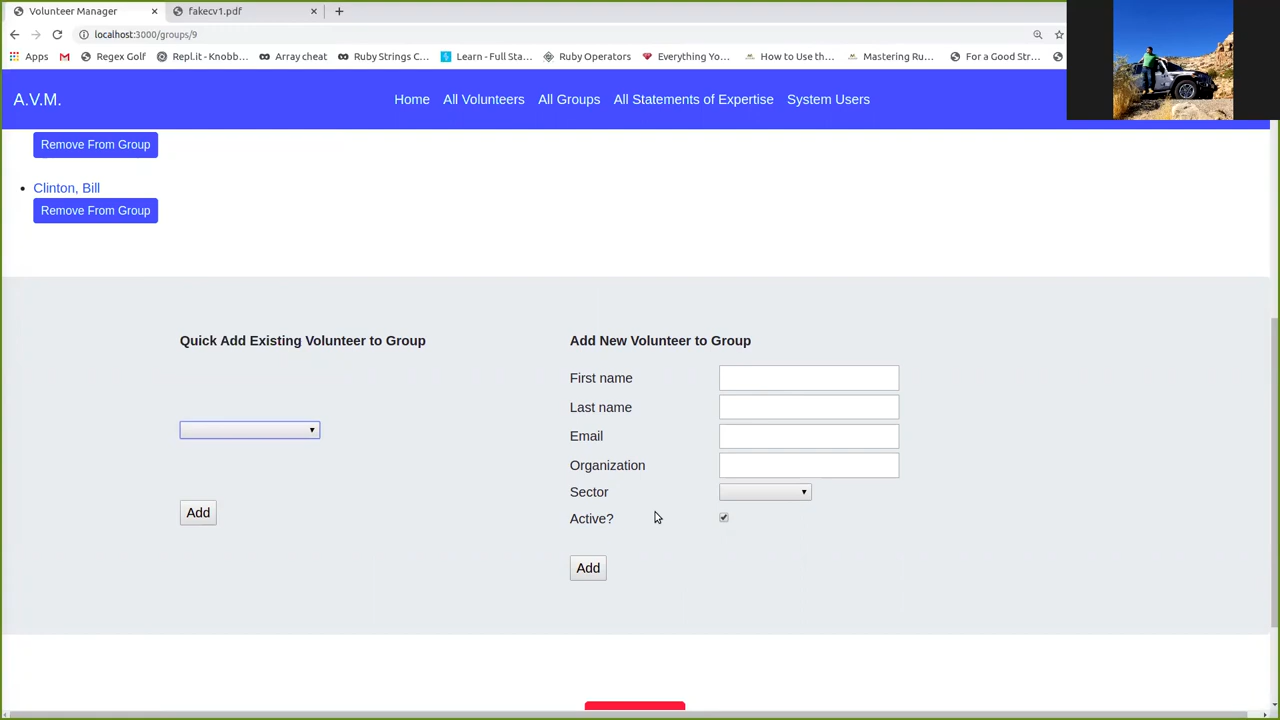 Volunteer Manager
fakecv1.pdf
localhost:3000/groups/9
Apps
Regex Golf
Repl.it - Knobb...
Array cheat
Ruby Strings C...
Learn - Full Sta...
Ruby Operators
Everything Yo...
How to Use th...
Mastering Ru...
For a Good Str...
A.V.M.
Home
All Volunteers
All Groups
All Statements of Expertise
System Users
Remove From Group
Clinton, Bill
Remove From Group
Quick Add Existing Volunteer to Group
Add
Add New Volunteer to Group
First name
Last name
Email
Organization
Sector
Active?
Add